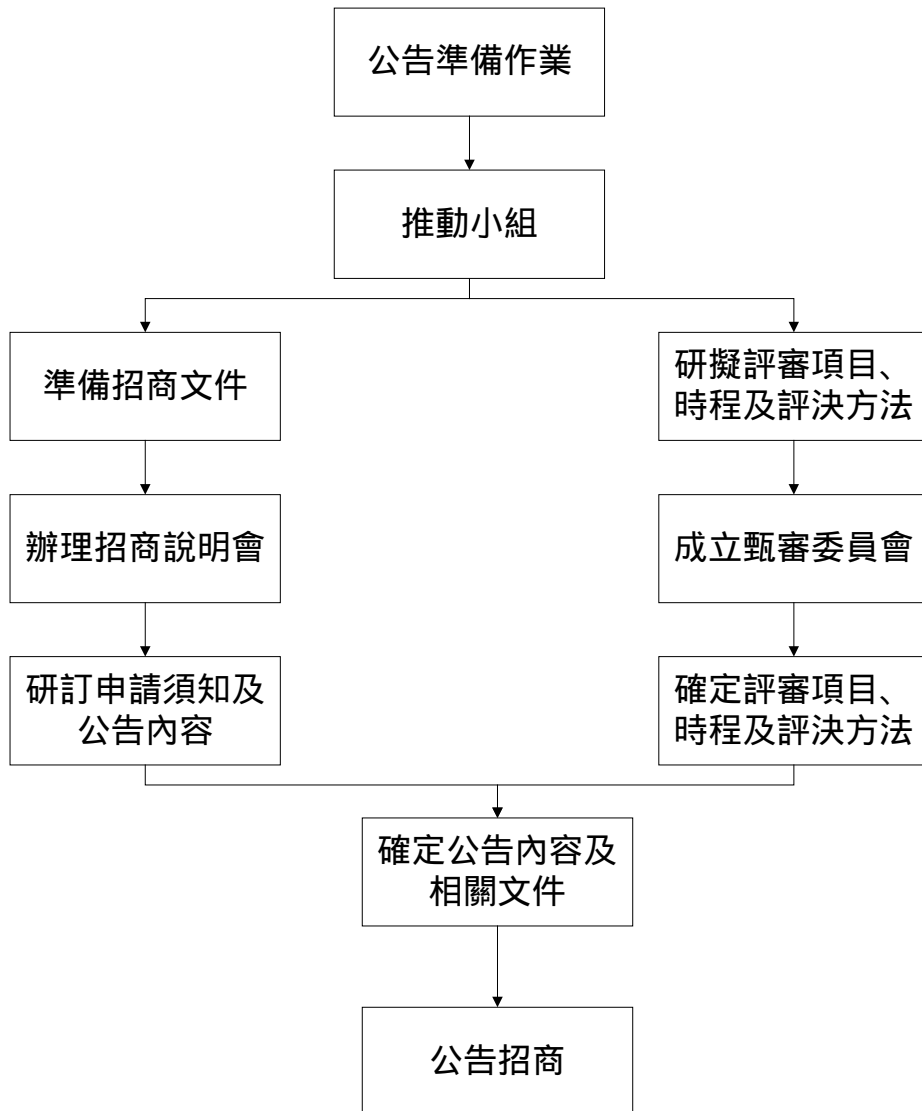 公告準備作業
推動小組
準備招商文件
研擬評審項目、
時程及評決方法
辦理招商說明會
成立甄審委員會
研訂申請須知及
公告內容
確定評審項目、
時程及評決方法
確定公告內容及
相關文件
公告招商